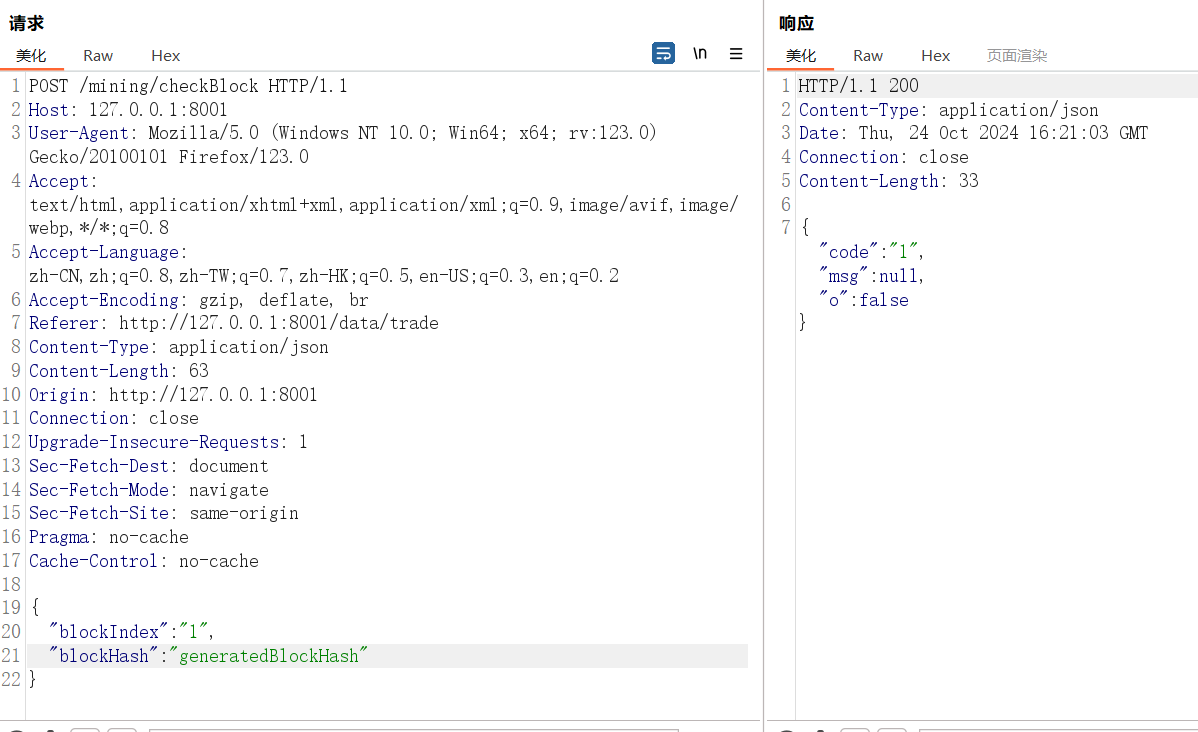 请求
美化 Raw Hex \n
1 POST /mining/checkBlock HTTP/1.1
2 Host: 127.0.0.1:8001
3 User-Agent: Mozilla/5.0 (Windows NT 10.0; Win64; x64; rv:123.0)
Gecko/20100101 Firefox/123.0
4 Accept:
text/html,application/xhtml+xml,application/xml;q=0.9,image/avif,image/
webp,*/*;q=0.8
5 Accept-Language:
zh-CN,zh;q=0.8,zh-TW;q=0.7,zh-HK;q=0.5,en-US;q=0.3,en;q=0.2
6 Accept-Encoding: gzip, deflate, br
7 Referer: http://127.0.0.1:8001/data/trade
8 Content-Type: application/json
9 Content-Length: 63
10 Origin: http://127.0.0.1:8001
11 Connection: close
12 Upgrade-Insecure-Requests: 1
13 Sec-Fetch-Dest: document
14 Sec-Fetch-Mode: navigate
15 Sec-Fetch-Site: same-origin
16 Pragma: no-cache
17 Cache-Control: no-cache
18
19 {
20 "blockIndex":"1",
21 "blockHash":"generatedBlockHash"
22 }
响应
美化 Raw Hex 页面渲染
1 HTTP/1.1 200
2 Content-Type: application/json
3 Date: Thu, 24 Oct 2024 16:21:03 GMT
4 Connection: close
5 Content-Length: 33
6
7 {
"code":"1",
"msg":null,
"o":false
}